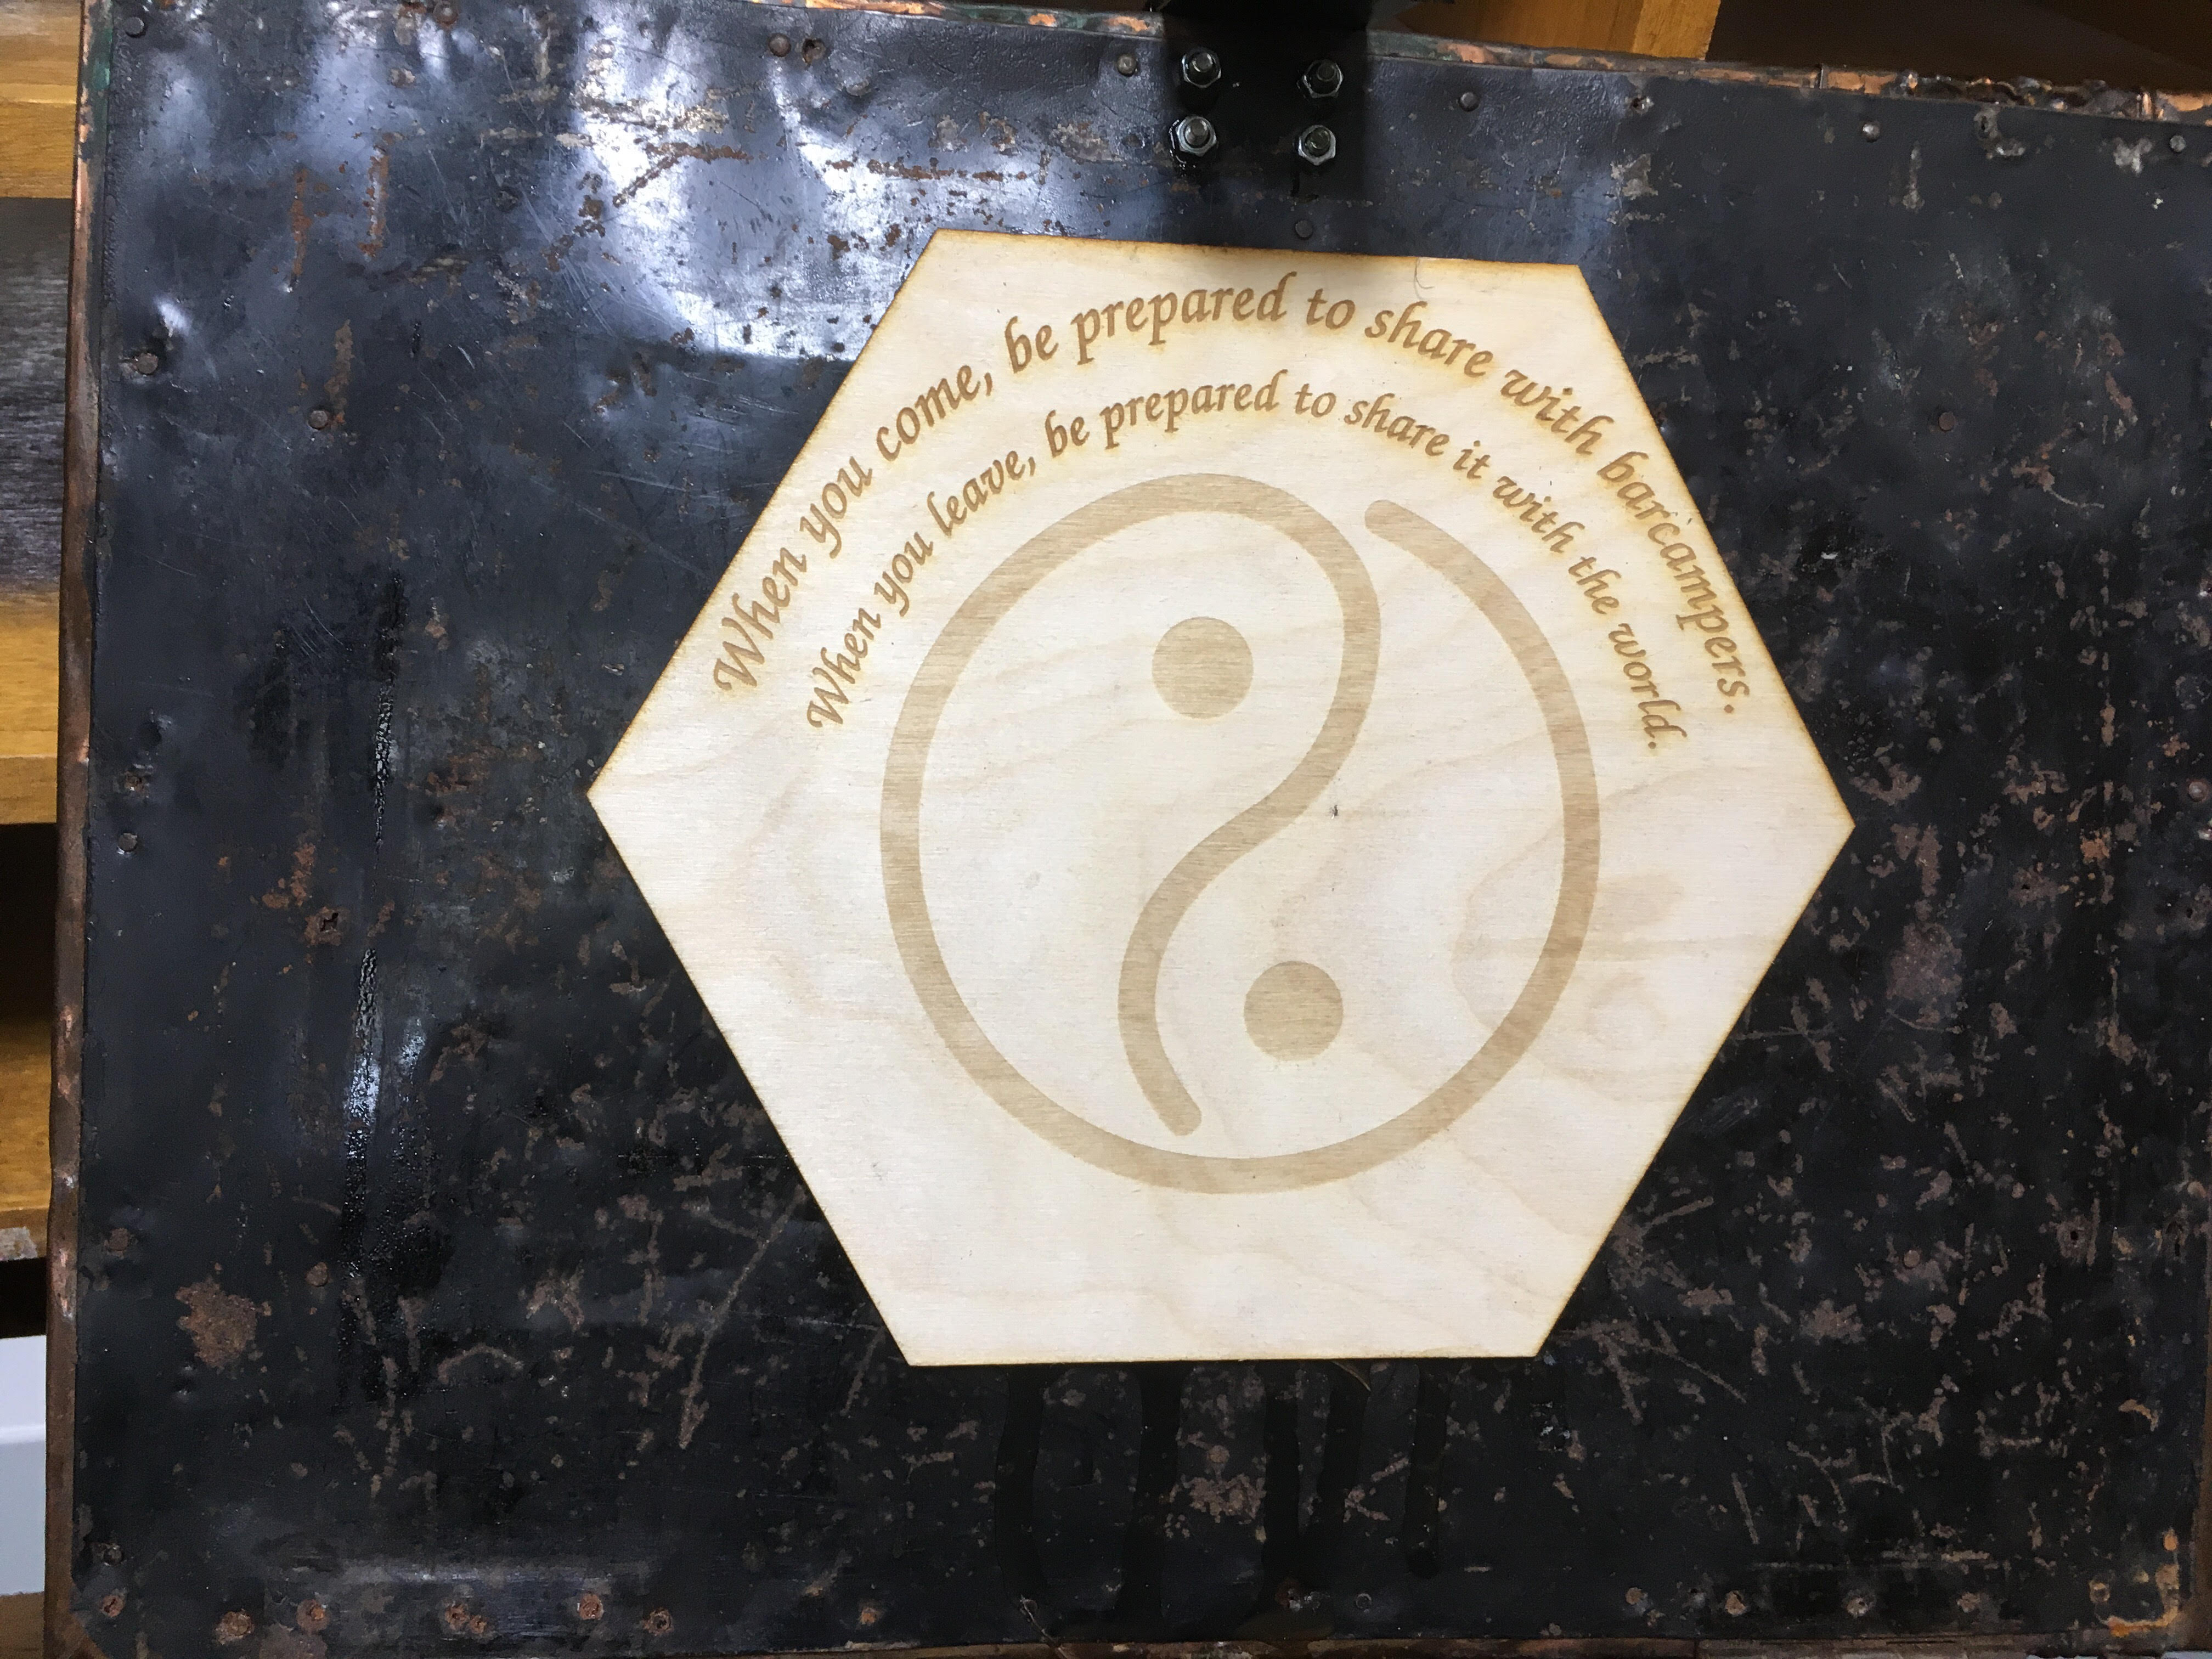 When you come, be prepared to share with barcampers.
When you leave, be prepared to share it with the world.